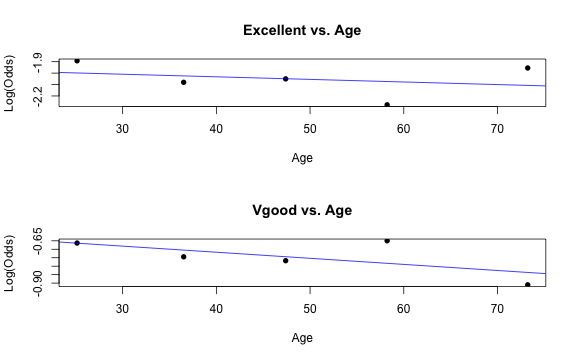 Excellent vs. Age
Log(Odds)
-1.9
-2.2
30 40 50 60 70
Age
Vgood vs. Age
Log(Odds)
-0.65
-0.90
30 40 50 60 70
Age